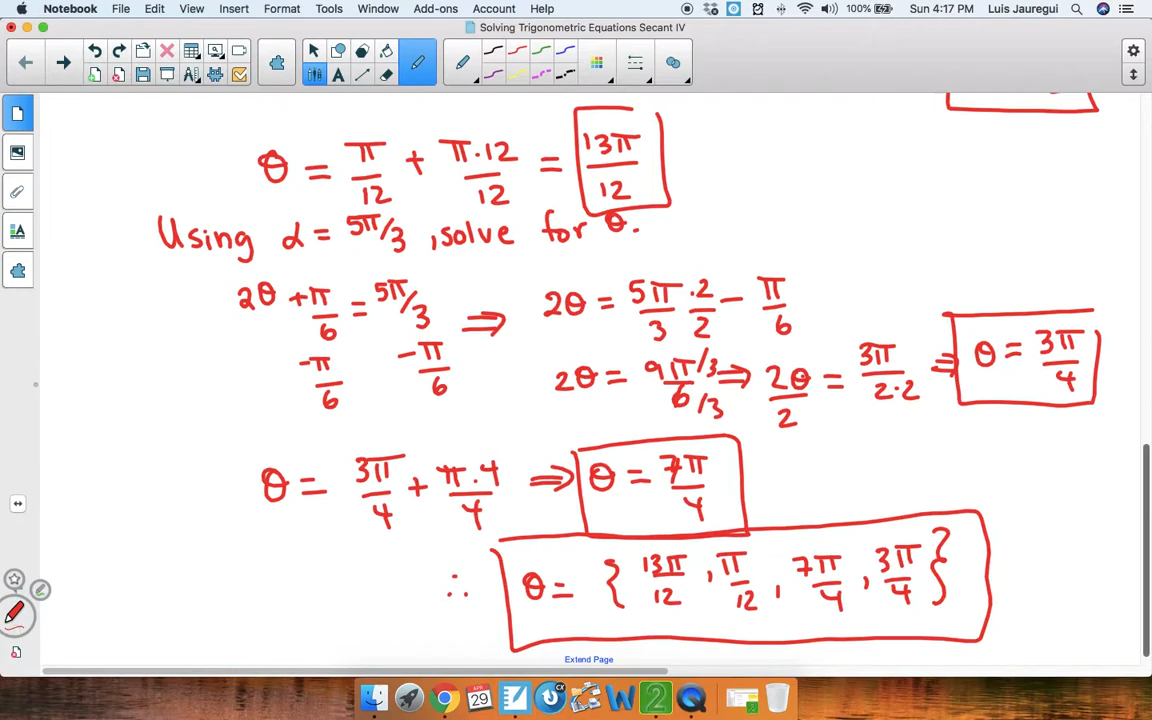 Notebook File Edit View Insert Format Tools Window Add-ons Account Help 100% Sun 4:17 PM Luis Jauregui
Solving Trigonometric Equations Secant IV
θ = π/12 + π·12/12 = 13π/12
Using α = 5π/3, solve for θ.
2θ + π/6 = 5π/3 ⇒ 2θ = 5π/3 · 2/2 − π/6
−π/6 −π/6
2θ = 9π/3 / 6/3 ⇒ 2θ/2 = 3π/2·2 ⇒ θ = 3π/4
θ = 3π/4 + π·4/4 ⇒ θ = 7π/4
∴ θ = { 13π/12, π/12, 7π/4, 3π/4 }
Extend Page
APR 29